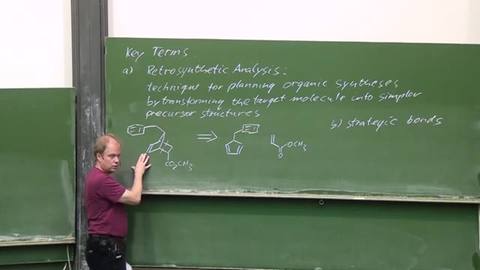 Key Terms
a) Retrosynthetic Analysis:
technique for planning organic syntheses
by transforming the target molecule into simpler
precursor structures
b) strategic bonds
CO₂CH₃
O
OCH₃